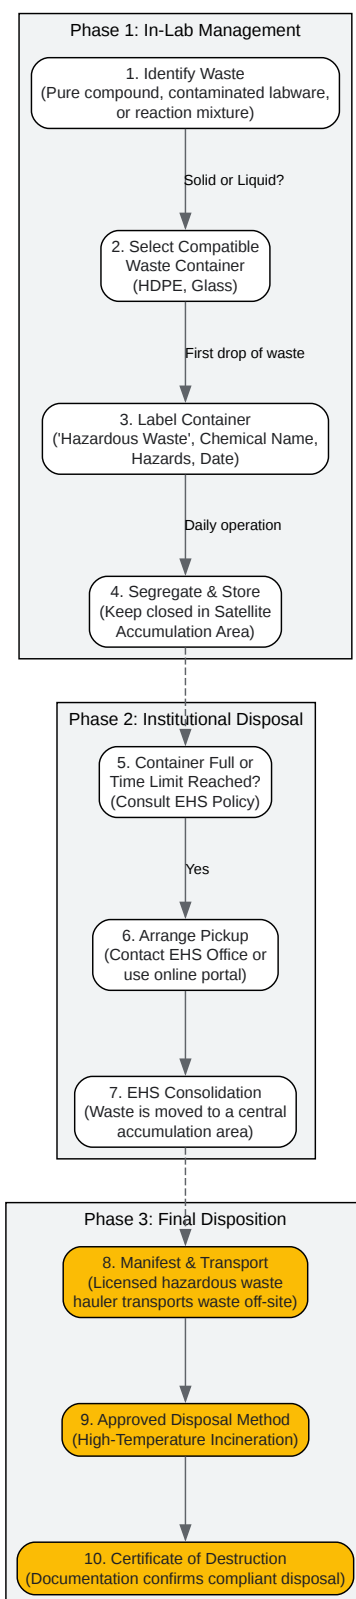 Phase 1: In-Lab Management
1. Identify Waste
(Pure compound, contaminated labware,
or reaction mixture)
Solid or Liquid?
2. Select Compatible
Waste Container
(HDPE, Glass)
First drop of waste
3. Label Container
('Hazardous Waste', Chemical Name,
Hazards, Date)
Daily operation
4. Segregate & Store
(Keep closed in Satellite
Accumulation Area)
Phase 2: Institutional Disposal
5. Container Full or
Time Limit Reached?
(Consult EHS Policy)
Yes
6. Arrange Pickup
(Contact EHS Office or
use online portal)
7. EHS Consolidation
(Waste is moved to a central
accumulation area)
Phase 3: Final Disposition
8. Manifest & Transport
(Licensed hazardous waste
hauler transports waste off-site)
9. Approved Disposal Method
(High-Temperature Incineration)
10. Certificate of Destruction
(Documentation confirms compliant disposal)